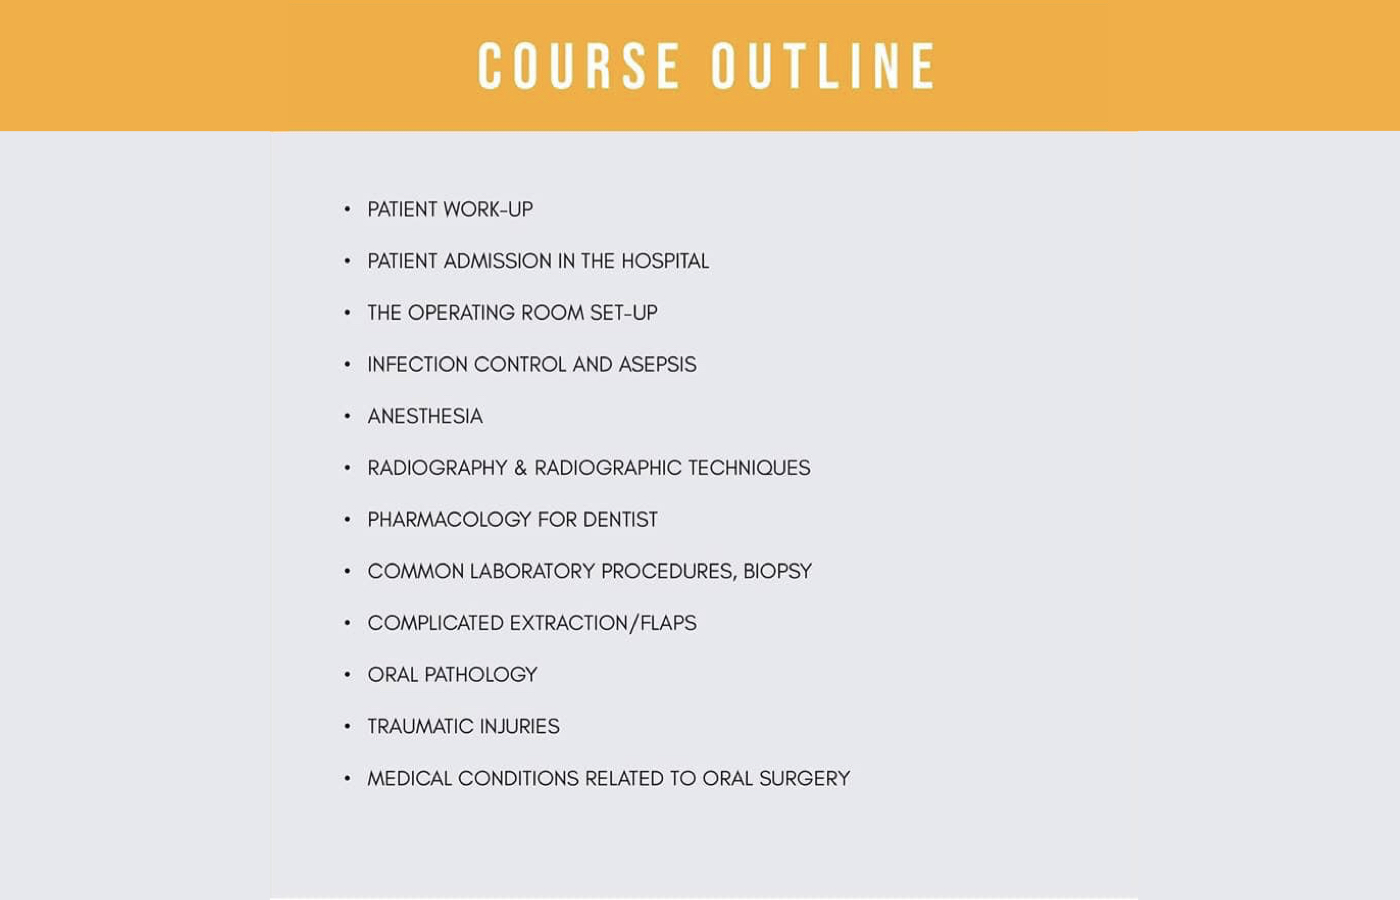 COURSE OUTLINE
• PATIENT WORK-UP
• PATIENT ADMISSION IN THE HOSPITAL
• THE OPERATING ROOM SET-UP
• INFECTION CONTROL AND ASEPSIS
• ANESTHESIA
• RADIOGRAPHY & RADIOGRAPHIC TECHNIQUES
• PHARMACOLOGY FOR DENTIST
• COMMON LABORATORY PROCEDURES, BIOPSY
• COMPLICATED EXTRACTION/FLAPS
• ORAL PATHOLOGY
• TRAUMATIC INJURIES
• MEDICAL CONDITIONS RELATED TO ORAL SURGERY